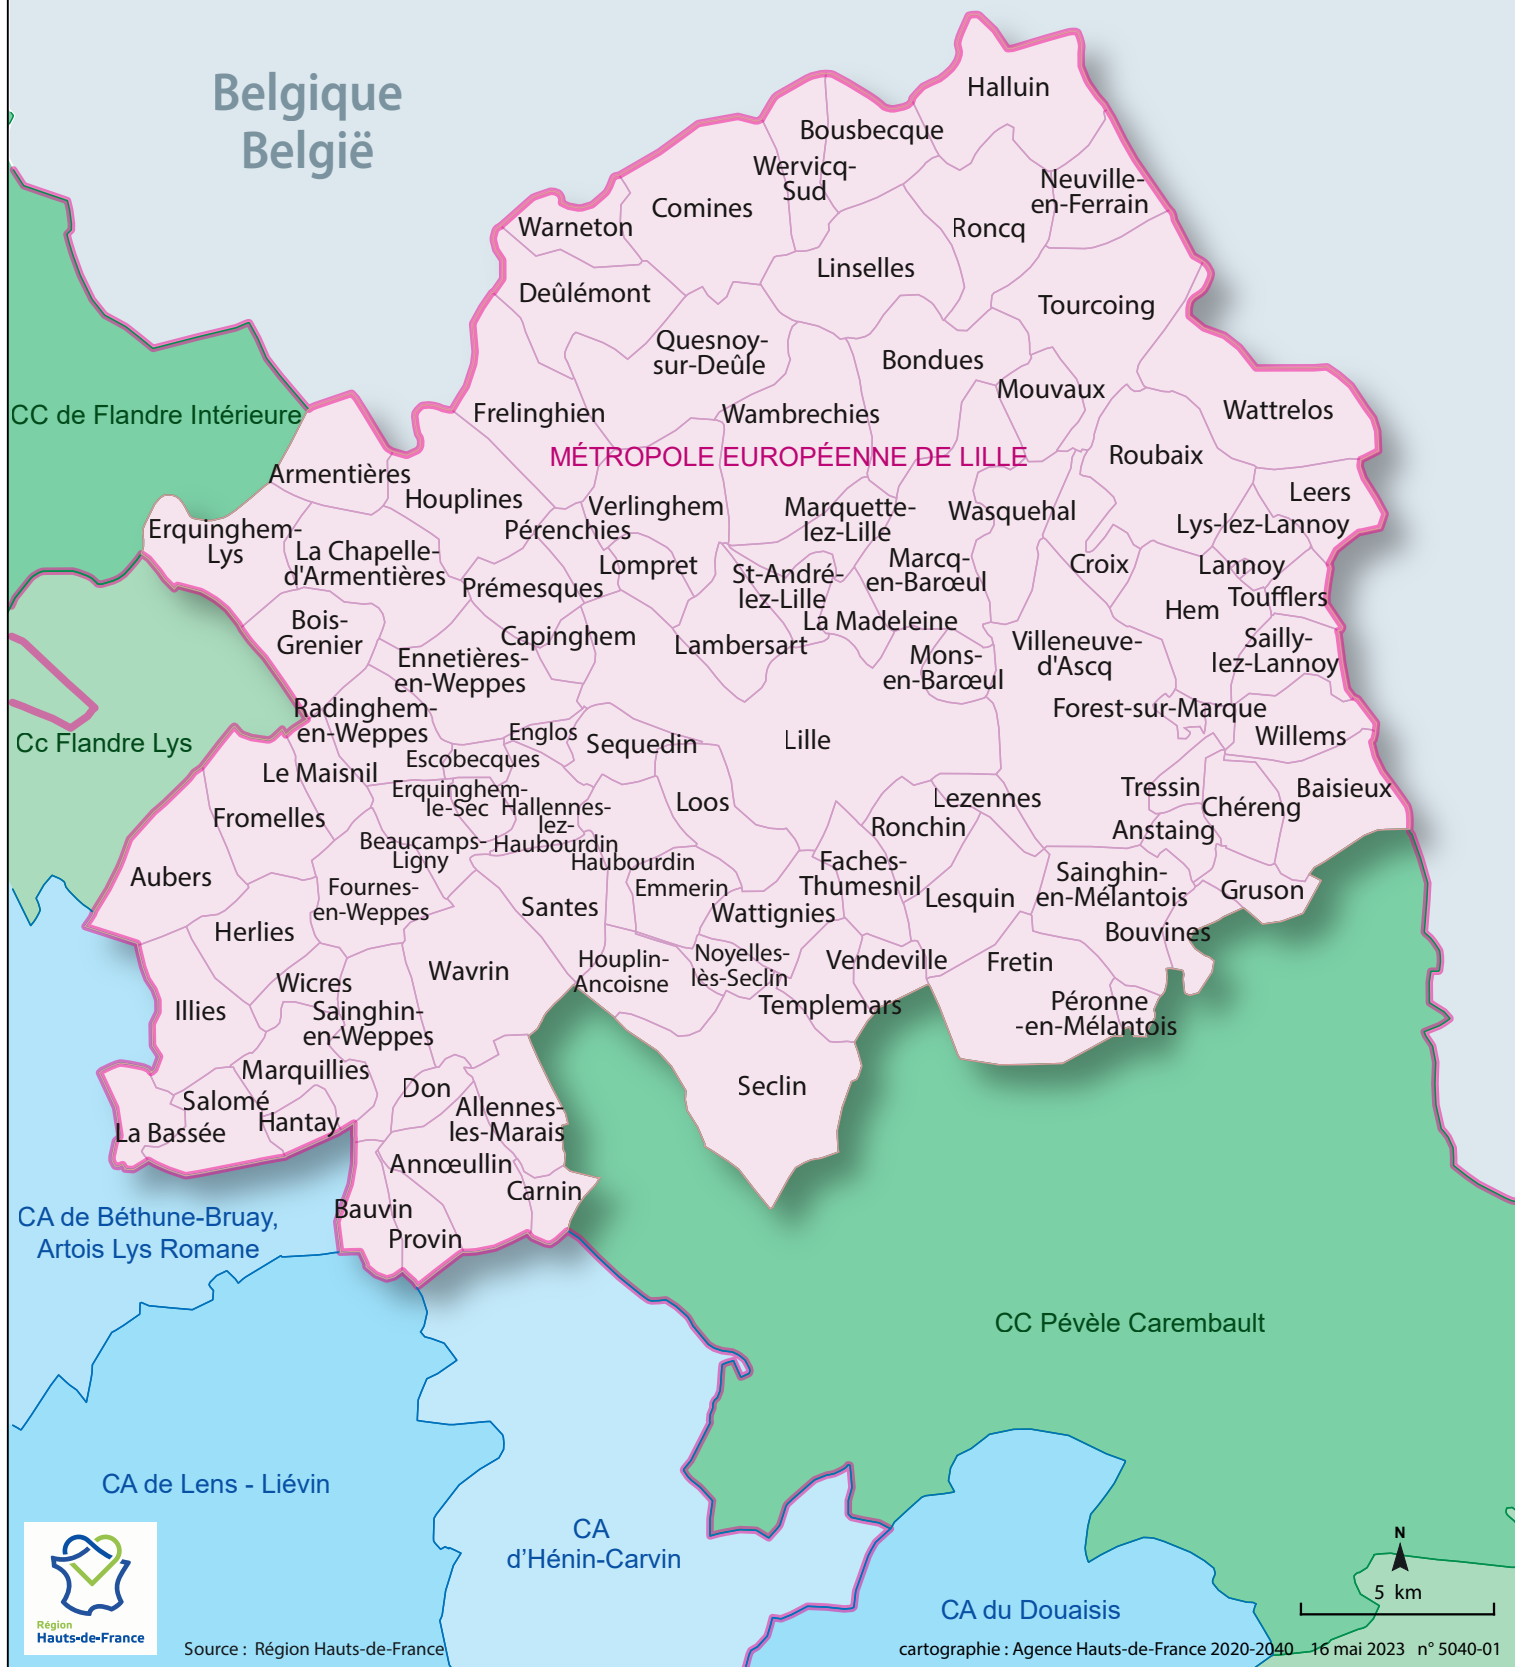 Belgique
België
Halluin
Bousbecque
Wervicq-
Sud
Neuville-
en-Ferrain
Comines
Warneton
Roncq
Linselles
Deûlémont
Tourcoing
Quesnoy-
sur-Deûle
Bondues
Mouvaux
CC de Flandre Intérieure
Frelinghien
Wambrechies
Wattrelos
MÉTROPOLE EUROPÉENNE DE LILLE
Roubaix
Armentières
Houplines
Leers
Verlinghem
Marquette-
lez-Lille
Wasquehal
Lys-lez-Lannoy
Erquinghem-
Lys
Pérenchies
La Chapelle-
d'Armentières
Lompret
St-André-
lez-Lille
Marcq-
en-Barœul
Croix
Lannoy
Prémesques
Toufflers
Hem
Bois-
Grenier
La Madeleine
Capinghem
Lambersart
Villeneuve-
d'Ascq
Sailly-
lez-Lannoy
Ennetières-
en-Weppes
Mons-
en-Barœul
Radinghem-
en-Weppes
Forest-sur-Marque
Cc Flandre Lys
Englos
Sequedin
Lille
Willems
Escobecques
Le Maisnil
Erquinghem-
le-Sec
Hallennes-
lez-
Haubourdin
Loos
Lezennes
Tressin
Chéreng
Baisieux
Fromelles
Ronchin
Anstaing
Beaucamps-
Ligny
Haubourdin
Faches-
Thumesnil
Aubers
Fournes-
en-Weppes
Emmerin
Sainghin-
en-Mélantois
Gruson
Santes
Wattignies
Lesquin
Herlies
Bouvines
Wavrin
Houplin-
Ancoisne
Noyelles-
lès-Seclin
Vendeville
Fretin
Wicres
Illies
Sainghin-
en-Weppes
Templemars
Péronne
-en-Mélantois
Marquillies
Don
Seclin
Salomé
Hantay
Allennes-
les-Marais
La Bassée
Annœullin
Carnin
Bauvin
Provin
CA de Béthune-Bruay,
Artois Lys Romane
CC Pévèle Carembault
CA de Lens - Liévin
CA
d'Hénin-Carvin
CA du Douaisis
N
5 km
Région
Hauts-de-France
Source : Région Hauts-de-France
cartographie : Agence Hauts-de-France 2020-2040 16 mai 2023 n° 5040-01